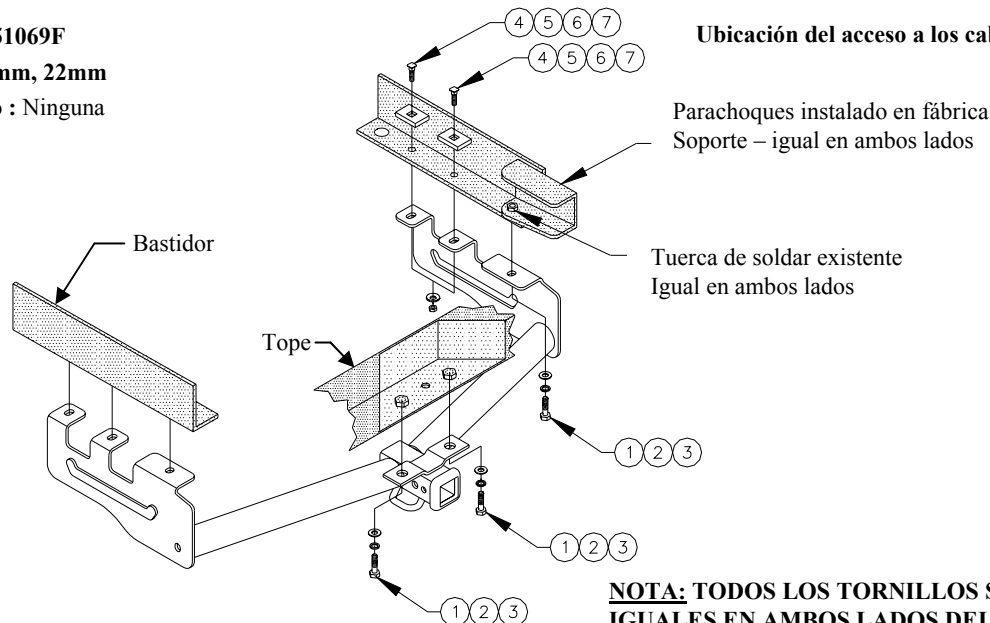 1069F
mm, 22mm
: Ninguna
Ubicación del acceso a los
4 5 6 7
4 5 6 7
Parachoques instalado en fábrica
Soporte – igual en ambos lados
Tuerca de soldar existente
Igual en ambos lados
Bastidor
Tope
1 2 3
1 2 3
1 2 3
NOTA: TODOS LOS TORNILLOS
IGUALES EN AMBOS LADOS DEL